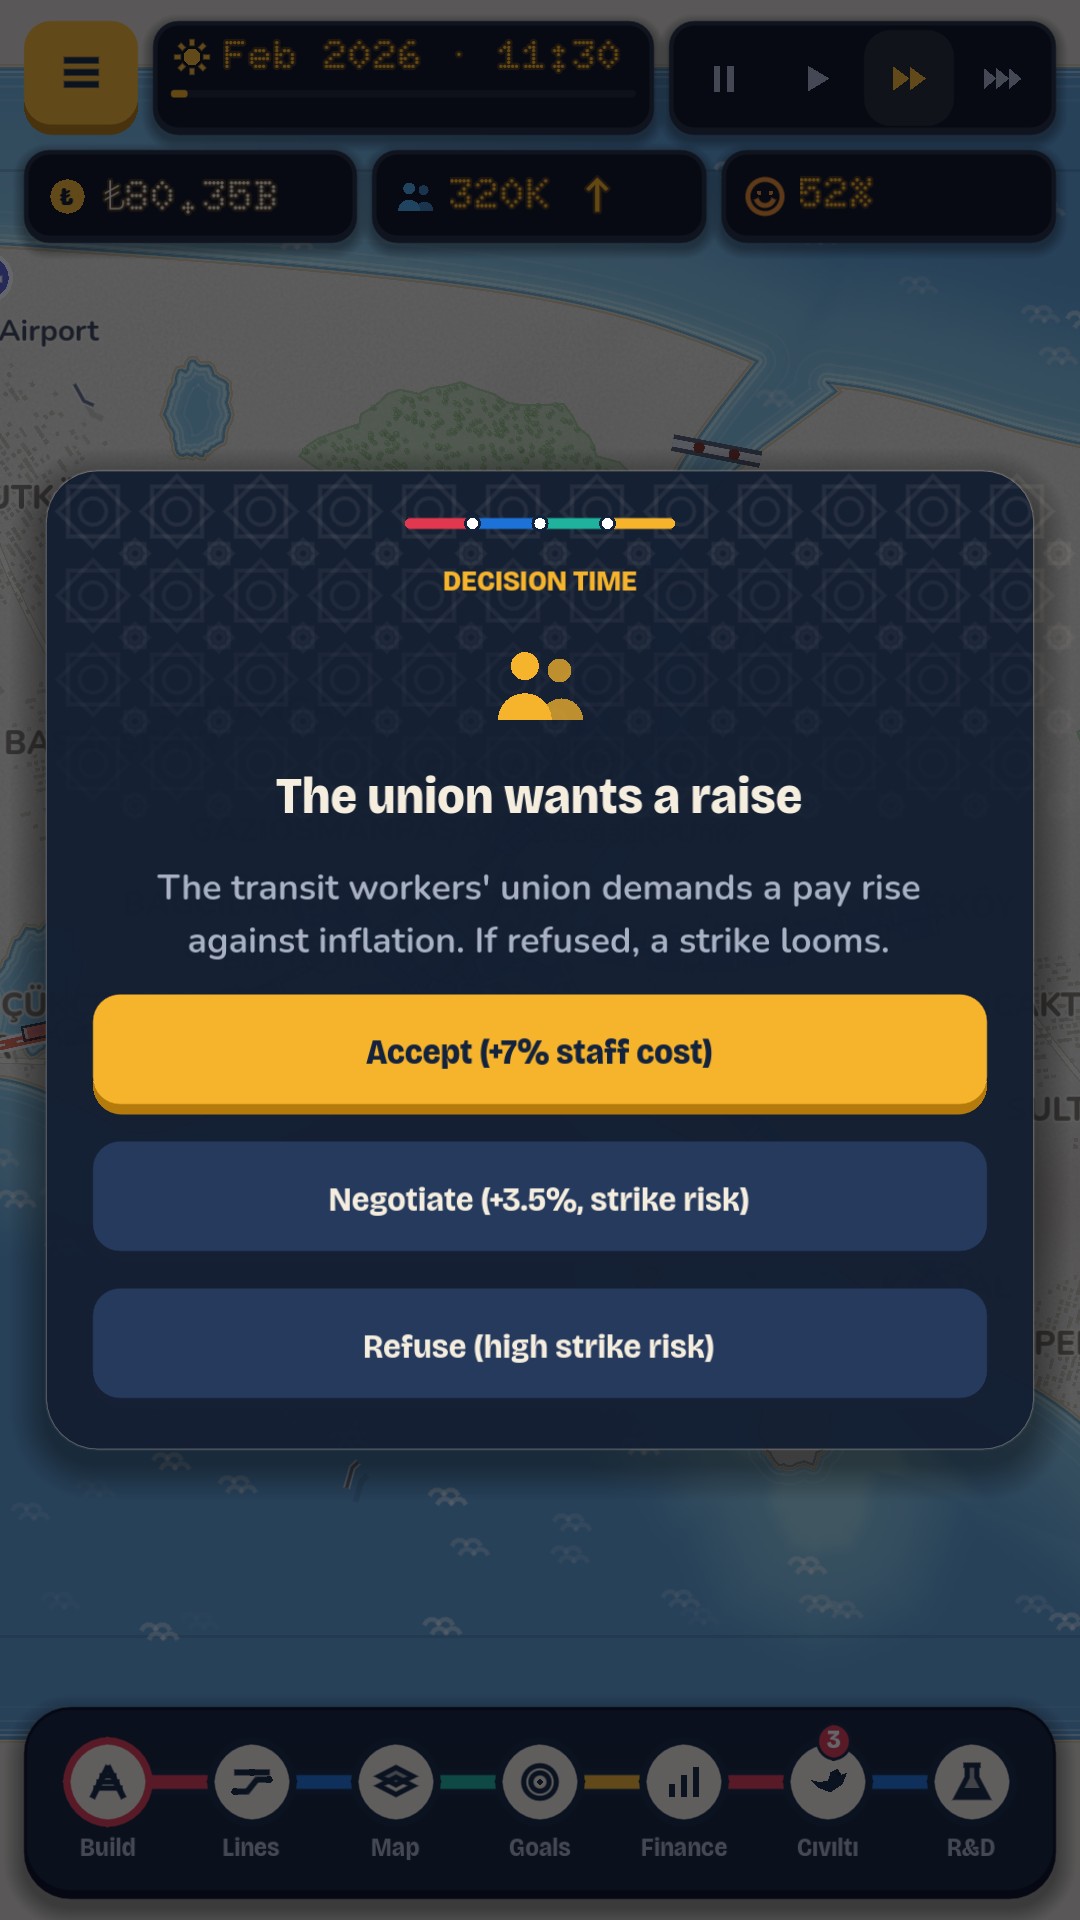 Feb 2026 · 11:30
₺80.35B
320K ↑
52%
Airport
BA
DECISION TIME
The union wants a raise
The transit workers' union demands a pay rise
against inflation. If refused, a strike looms.
Accept (+7% staff cost)
Negotiate (+3.5%, strike risk)
Refuse (high strike risk)
3
Build
Lines
Map
Goals
Finance
Cıvıltı
R&D